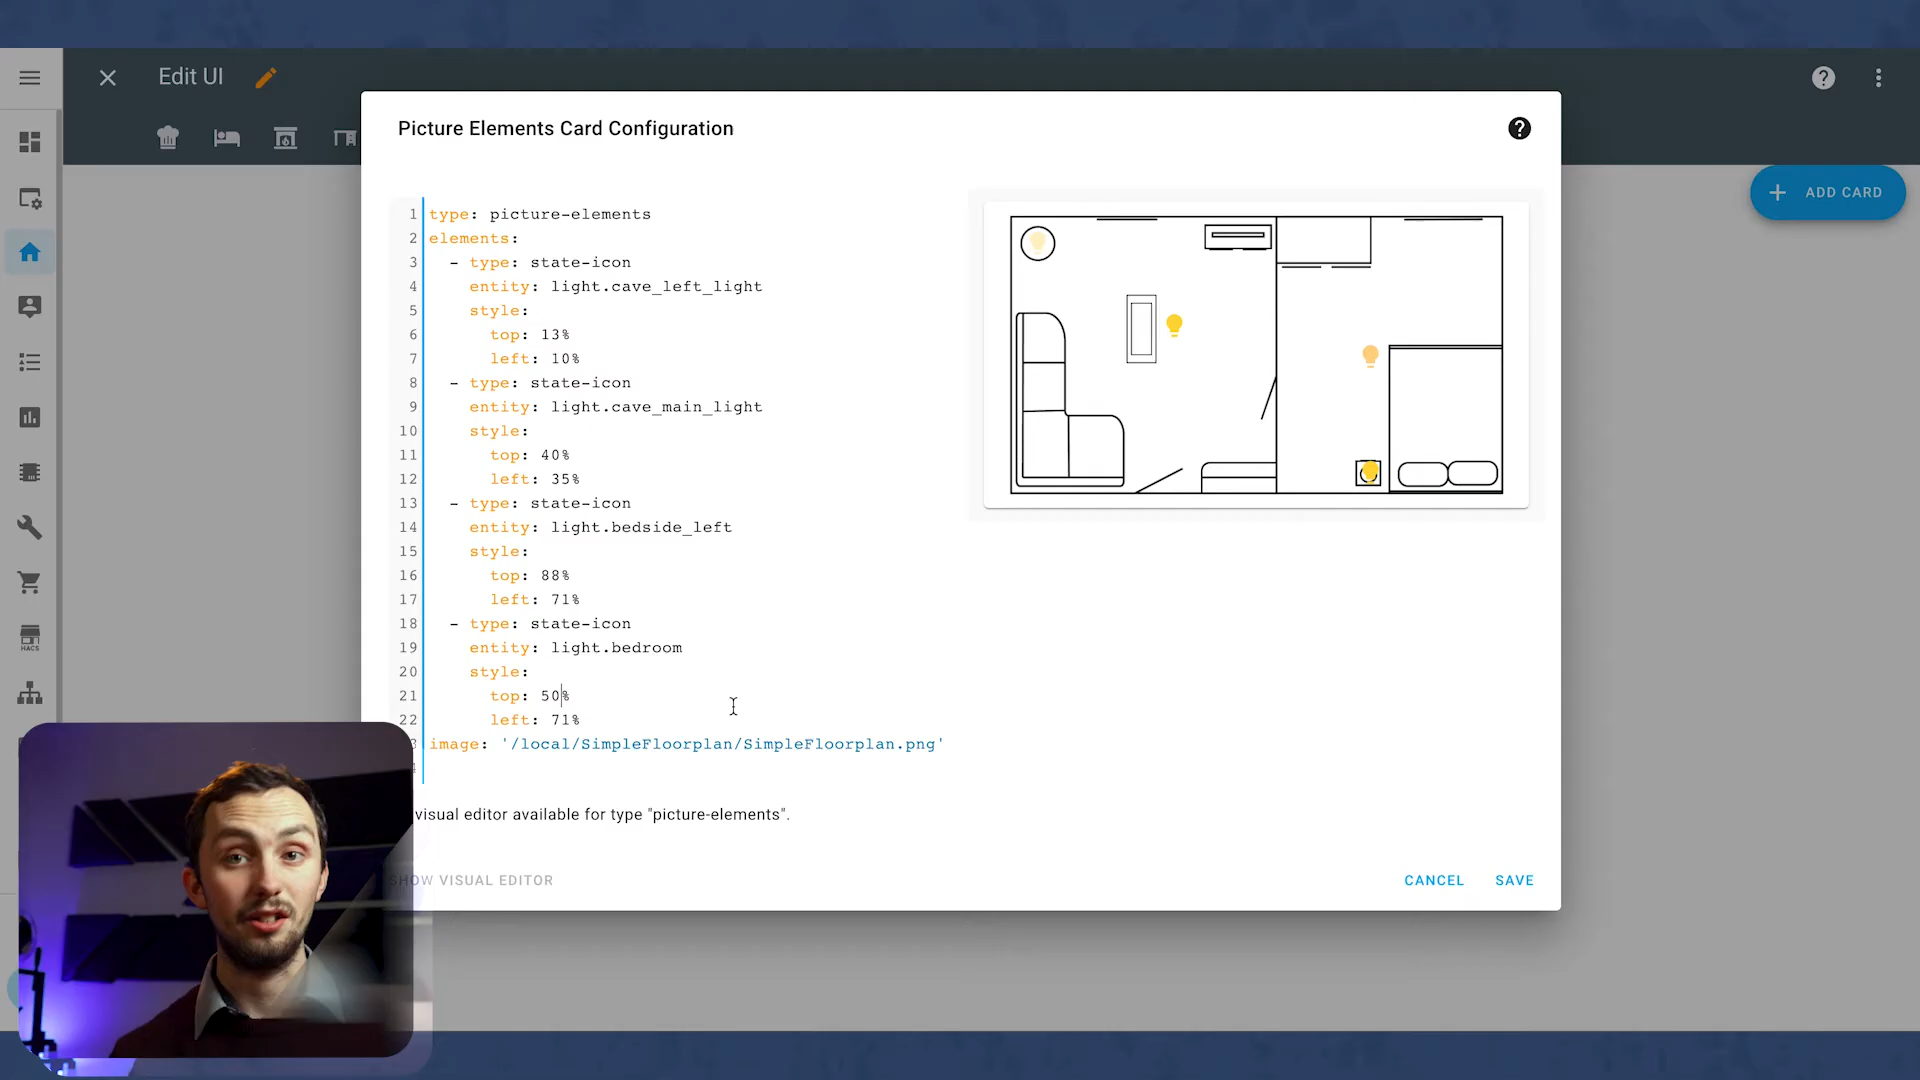 Edit UI
ADD CARD
Picture Elements Card Configuration
1 type: picture-elements
2 elements:
3 - type: state-icon
4 entity: light.cave_left_light
5 style:
6 top: 13%
7 left: 10%
8 - type: state-icon
9 entity: light.cave_main_light
10 style:
11 top: 40%
12 left: 35%
13 - type: state-icon
14 entity: light.bedside_left
15 style:
16 top: 88%
17 left: 71%
18 - type: state-icon
19 entity: light.bedroom
20 style:
21 top: 50%
22 left: 71%
3 image: '/local/SimpleFloorplan/SimpleFloorplan.png'
4
visual editor available for type "picture-elements".
SHOW VISUAL EDITOR
CANCEL
SAVE
HACS